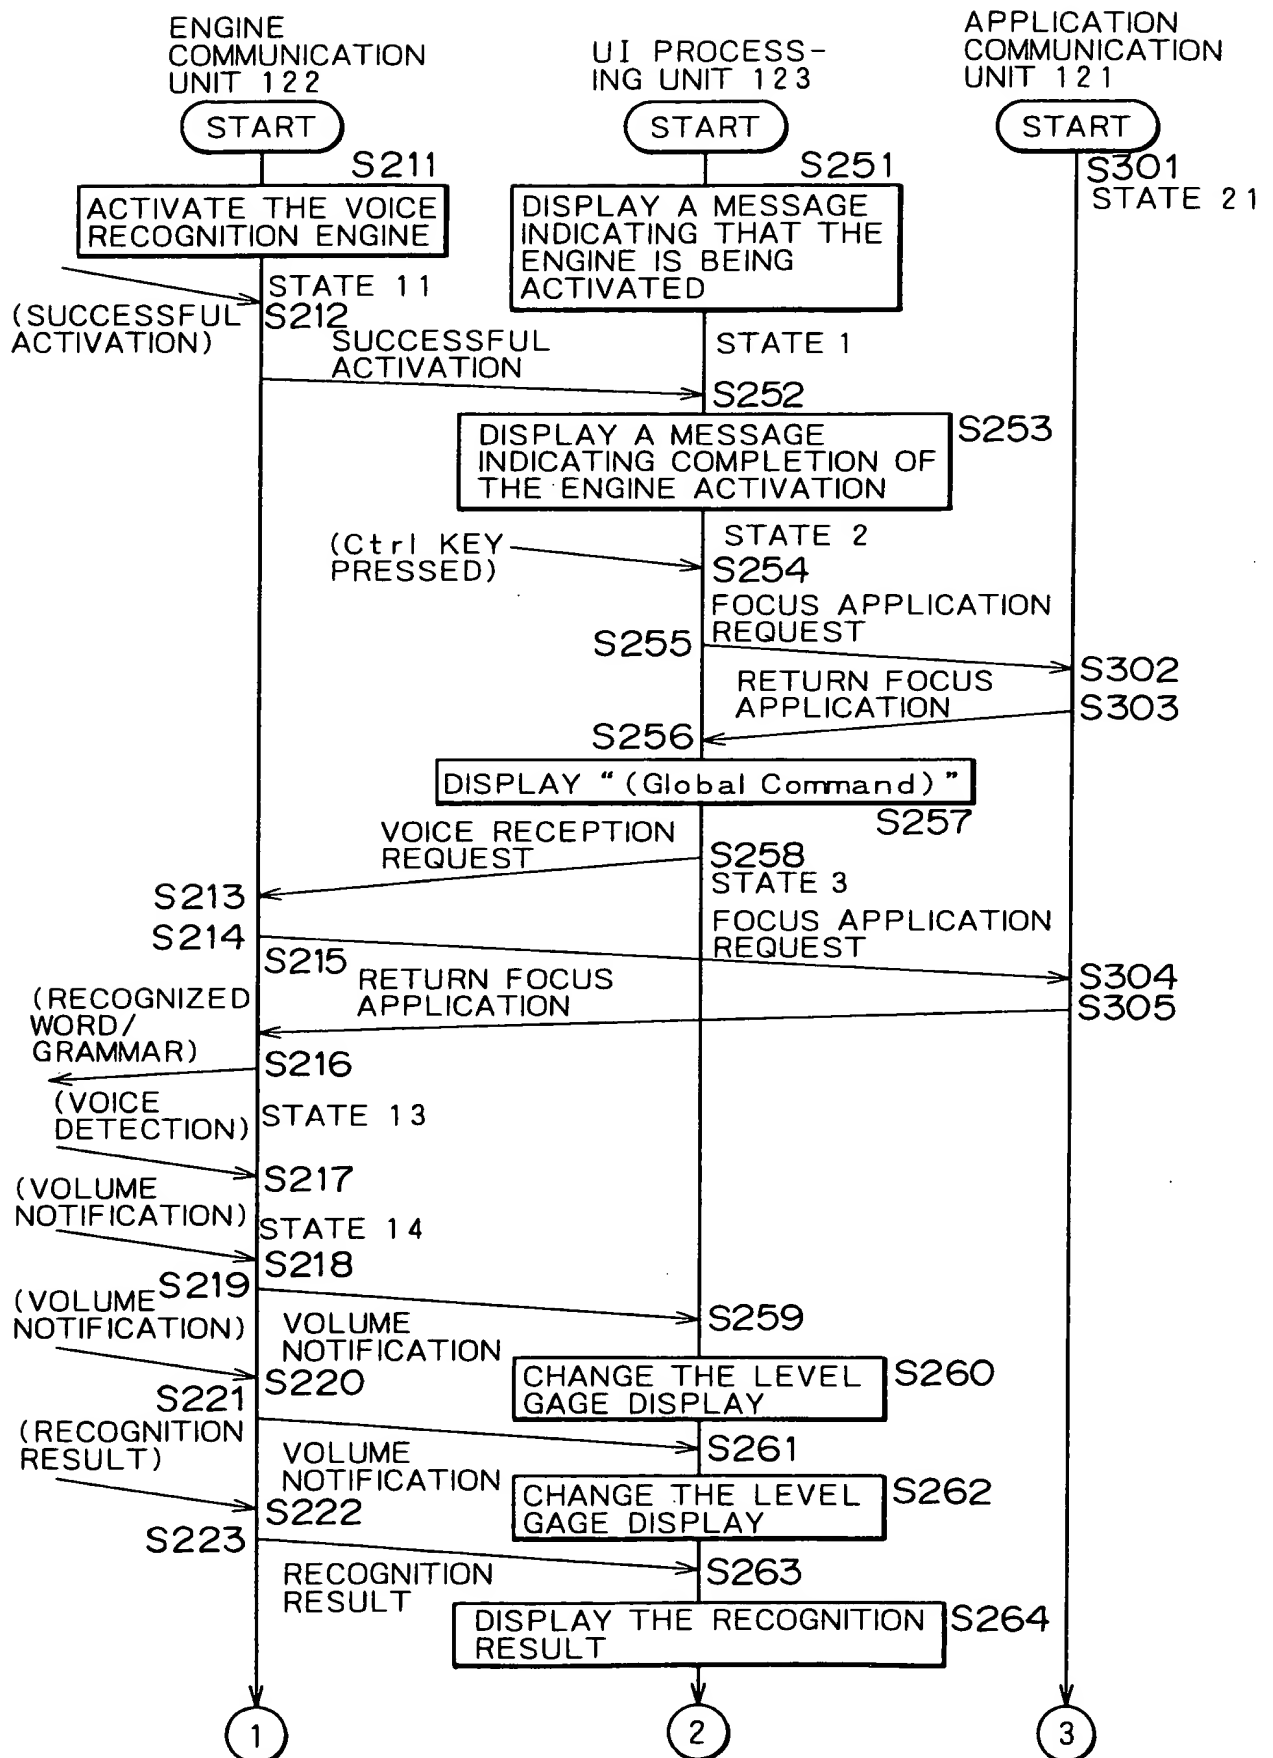 ENGINE
COMMUNICATION
UNIT 122
UI PROCESS-
ING UNIT 123
APPLICATION
COMMUNICATION
UNIT 121
START
START
START
S211
S251
S301
STATE 21
ACTIVATE THE VOICE
RECOGNITION ENGINE
DISPLAY A MESSAGE
INDICATING THAT THE
ENGINE IS BEING
ACTIVATED
STATE 11
S212
(SUCCESSFUL
ACTIVATION)
SUCCESSFUL
ACTIVATION
STATE 1
S252
S253
DISPLAY A MESSAGE
INDICATING COMPLETION OF
THE ENGINE ACTIVATION
STATE 2
(Ctrl KEY
PRESSED)
S254
FOCUS APPLICATION
REQUEST
S255
S302
RETURN FOCUS
APPLICATION
S303
S256
DISPLAY “(Global Command)”
S257
VOICE RECEPTION
REQUEST
S258
STATE 3
S213
FOCUS APPLICATION
REQUEST
S214
S215
S304
RETURN FOCUS
APPLICATION
S305
(RECOGNIZED
WORD/
GRAMMAR)
S216
(VOICE
DETECTION)
STATE 13
S217
(VOLUME
NOTIFICATION)
STATE 14
S218
S219
S259
(VOLUME
NOTIFICATION)
VOLUME
NOTIFICATION
S220
CHANGE THE LEVEL
GAGE DISPLAY
S260
S221
S261
(RECOGNITION
RESULT)
VOLUME
NOTIFICATION
S222
CHANGE THE LEVEL
GAGE DISPLAY
S262
S223
S263
RECOGNITION
RESULT
DISPLAY THE RECOGNITION
RESULT
S264
1
2
3